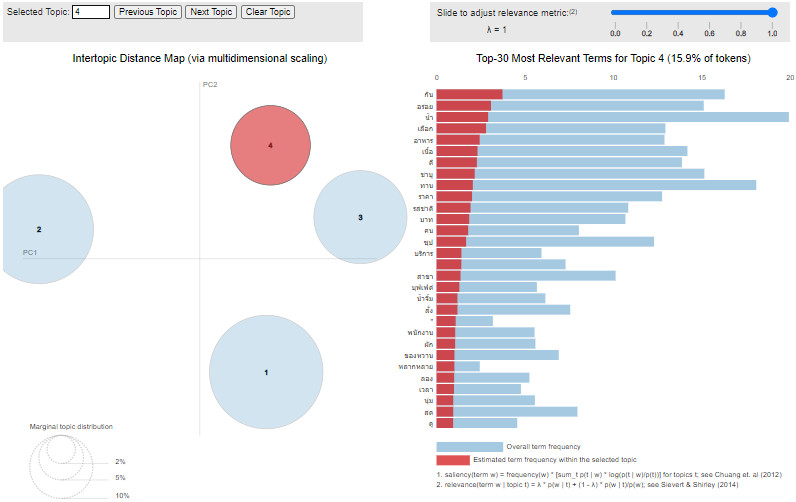 Selected Topic: 4 Previous Topic Next Topic Clear Topic
Slide to adjust relevance metric:(2)
λ = 1
0.0 0.2 0.4 0.6 0.8 1.0
Intertopic Distance Map (via multidimensional scaling)
PC2
PC1
4
2
3
1
Marginal topic distribution
2%
5%
10%
Top-30 Most Relevant Terms for Topic 4 (15.9% of tokens)
0 5 10 15 20
กิน
อร่อย
น้ำ
เลือก
อาหาร
เนื้อ
ดี
ชาบู
ทาน
ราคา
รสชาติ
บาท
คน
ซุป
บริการ
สาขา
บุฟเฟ่ต์
น้ำจิ้ม
สั่ง
"
พนักงาน
ผัก
ของหวาน
หลากหลาย
ลอง
เวลา
นุ่ม
สด
ดู
Overall term frequency
Estimated term frequency within the selected topic
1. saliency(term w) = frequency(w) * [sum_t p(t | w) * log(p(t | w)/p(t))] for topics t; see Chuang et. al (2012)
2. relevance(term w | topic t) = λ * p(w | t) + (1 - λ) * p(w | t)/p(w); see Sievert & Shirley (2014)